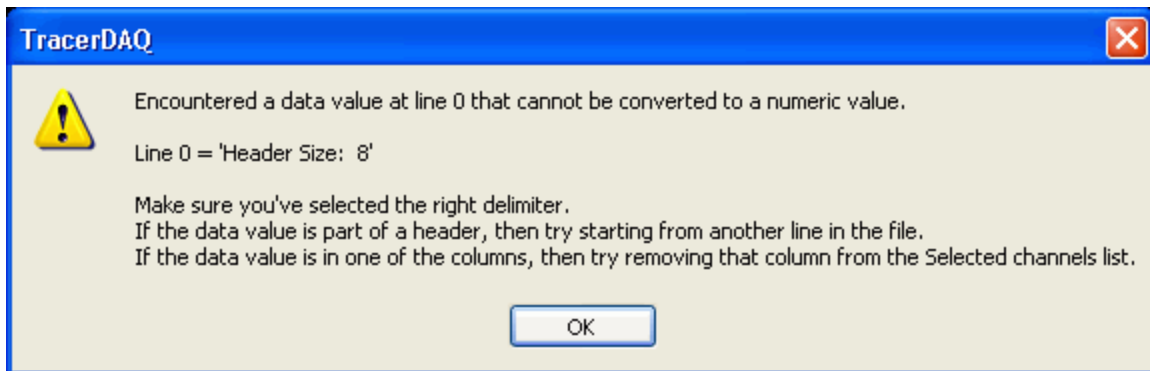 TracerDAQ
Encountered a data value at line 0 that cannot be converted to a numeric value.
Line 0 = 'Header Size:  8'
Make sure you've selected the right delimiter.
If the data value is part of a header, then try starting from another line in the file.
If the data value is in one of the columns, then try removing that column from the Selected channels list.
OK